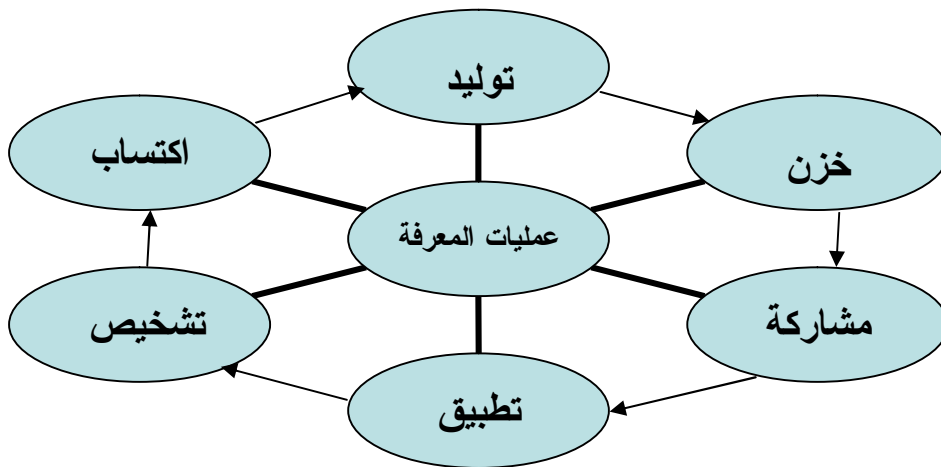 توليد
اكتساب
خزن
عمليات المعرفة
تشخيص
مشاركة
تطبيق